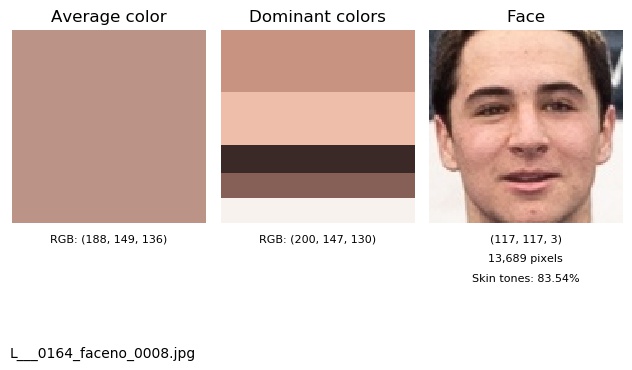 Average color
Dominant colors
Face
RGB: (188, 149, 136)
RGB: (200, 147, 130)
(117, 117, 3)
13,689 pixels
Skin tones: 83.54%
L___0164_faceno_0008.jpg